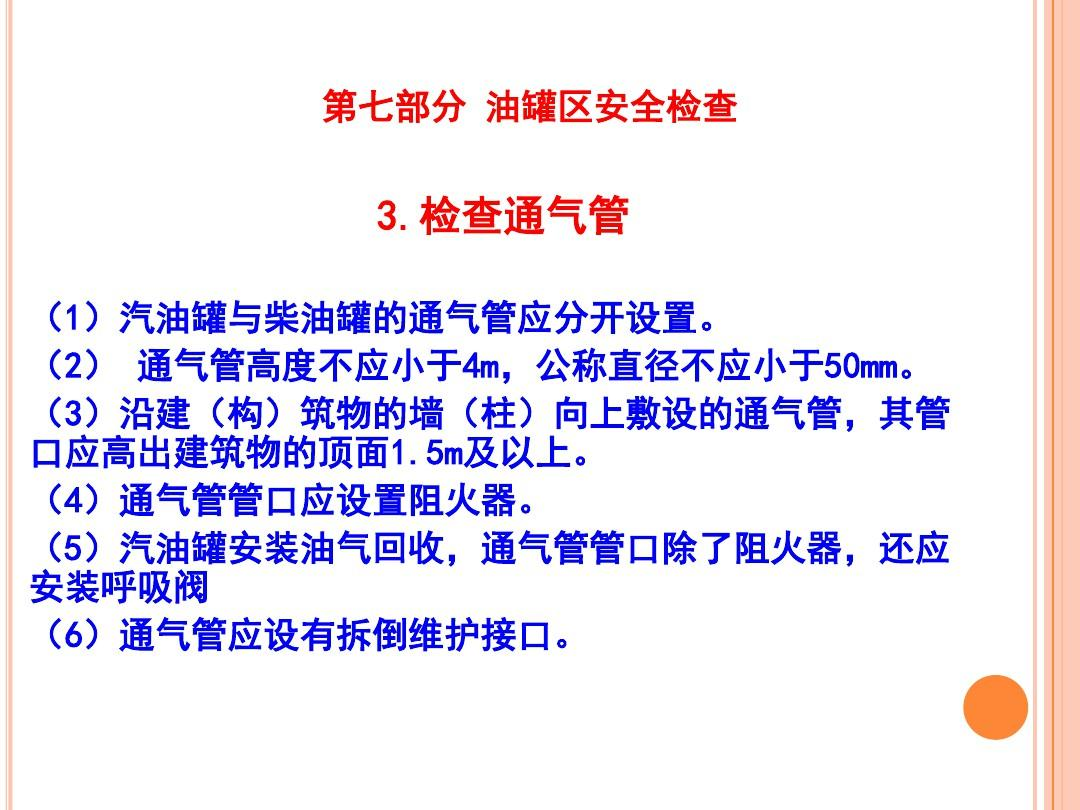 第七部分 油罐区安全检查
3.检查通气管
（1）汽油罐与柴油罐的通气管应分开设置。
（2） 通气管高度不应小于4m，公称直径不应小于50mm。
（3）沿建（构）筑物的墙（柱）向上敷设的通气管，其管
口应高出建筑物的顶面1.5m及以上。
（4）通气管管口应设置阻火器。
（5）汽油罐安装油气回收，通气管管口除了阻火器，还应
安装呼吸阀
（6）通气管应设有拆倒维护接口。